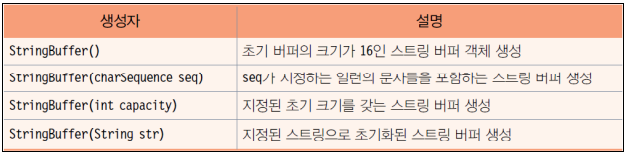 생성자 설명
StringBuffer() 초기 버퍼의 크기가 16인 스트링 버퍼 객체 생성
StringBuffer(charSequence seq) seq가 지정하는 일련의 문자들을 포함하는 스트링 버퍼 생성
StringBuffer(int capacity) 지정된 초기 크기를 갖는 스트링 버퍼 생성
StringBuffer(String str) 지정된 스트링으로 초기화된 스트링 버퍼 생성